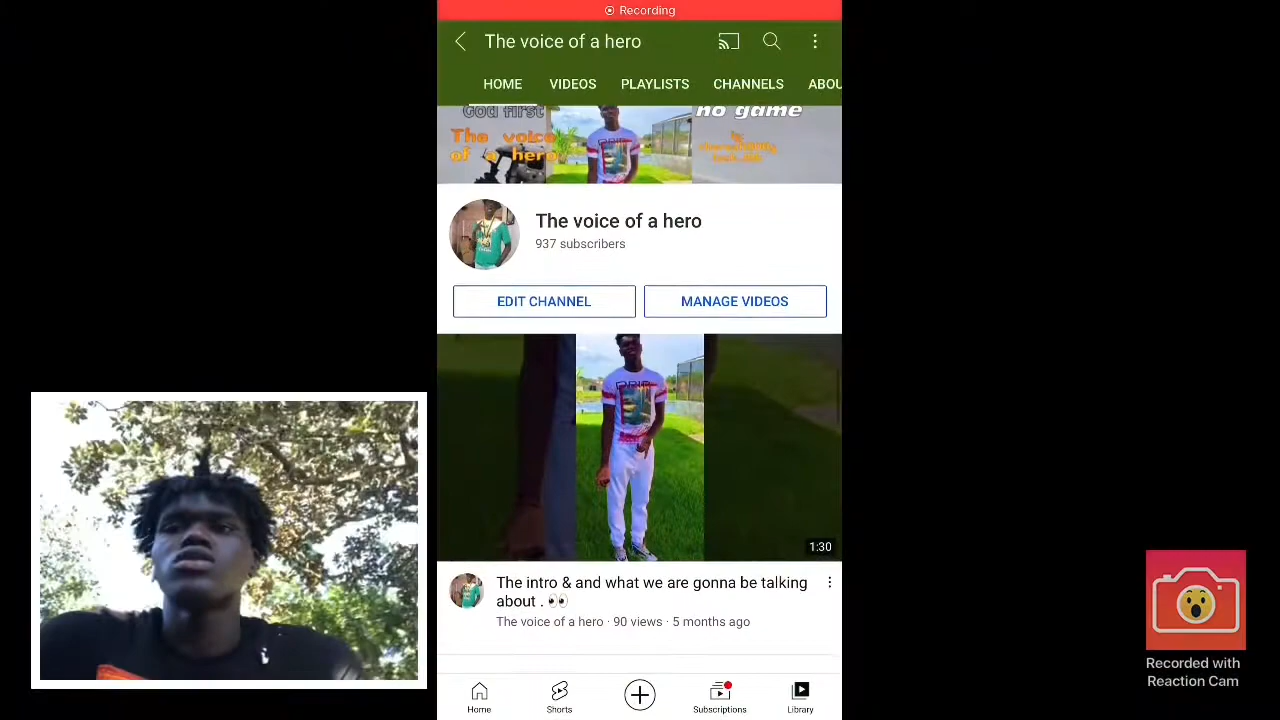 Recording
The voice of a hero
HOME VIDEOS PLAYLISTS CHANNELS ABOU
God first
The voice
of a hero
no game
The voice of a hero
937 subscribers
EDIT CHANNEL MANAGE VIDEOS
DRIP
1:30
The intro & and what we are gonna be talking
about . 👀
The voice of a hero · 90 views · 5 months ago
Home Shorts Subscriptions Library
Recorded with
Reaction Cam